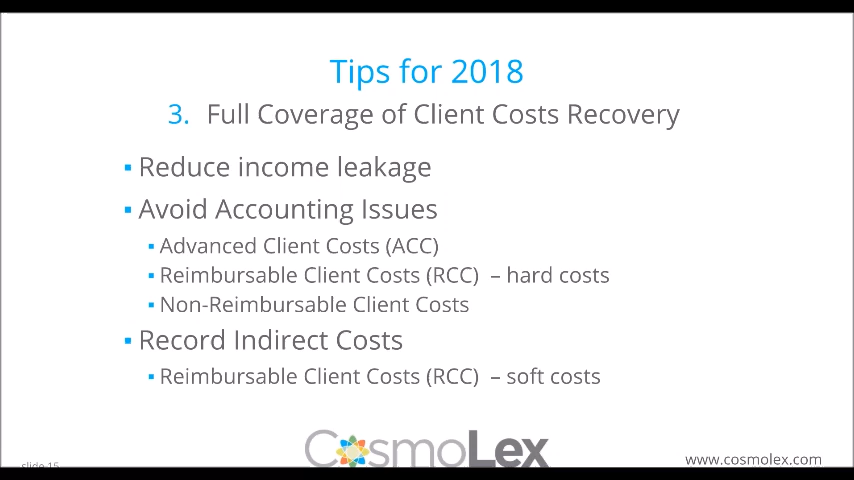 Tips for 2018
3. Full Coverage of Client Costs Recovery
▪ Reduce income leakage
▪ Avoid Accounting Issues
▪ Advanced Client Costs (ACC)
▪ Reimbursable Client Costs (RCC) – hard costs
▪ Non-Reimbursable Client Costs
▪ Record Indirect Costs
▪ Reimbursable Client Costs (RCC) – soft costs
slide-15
CosmoLex
www.cosmolex.com